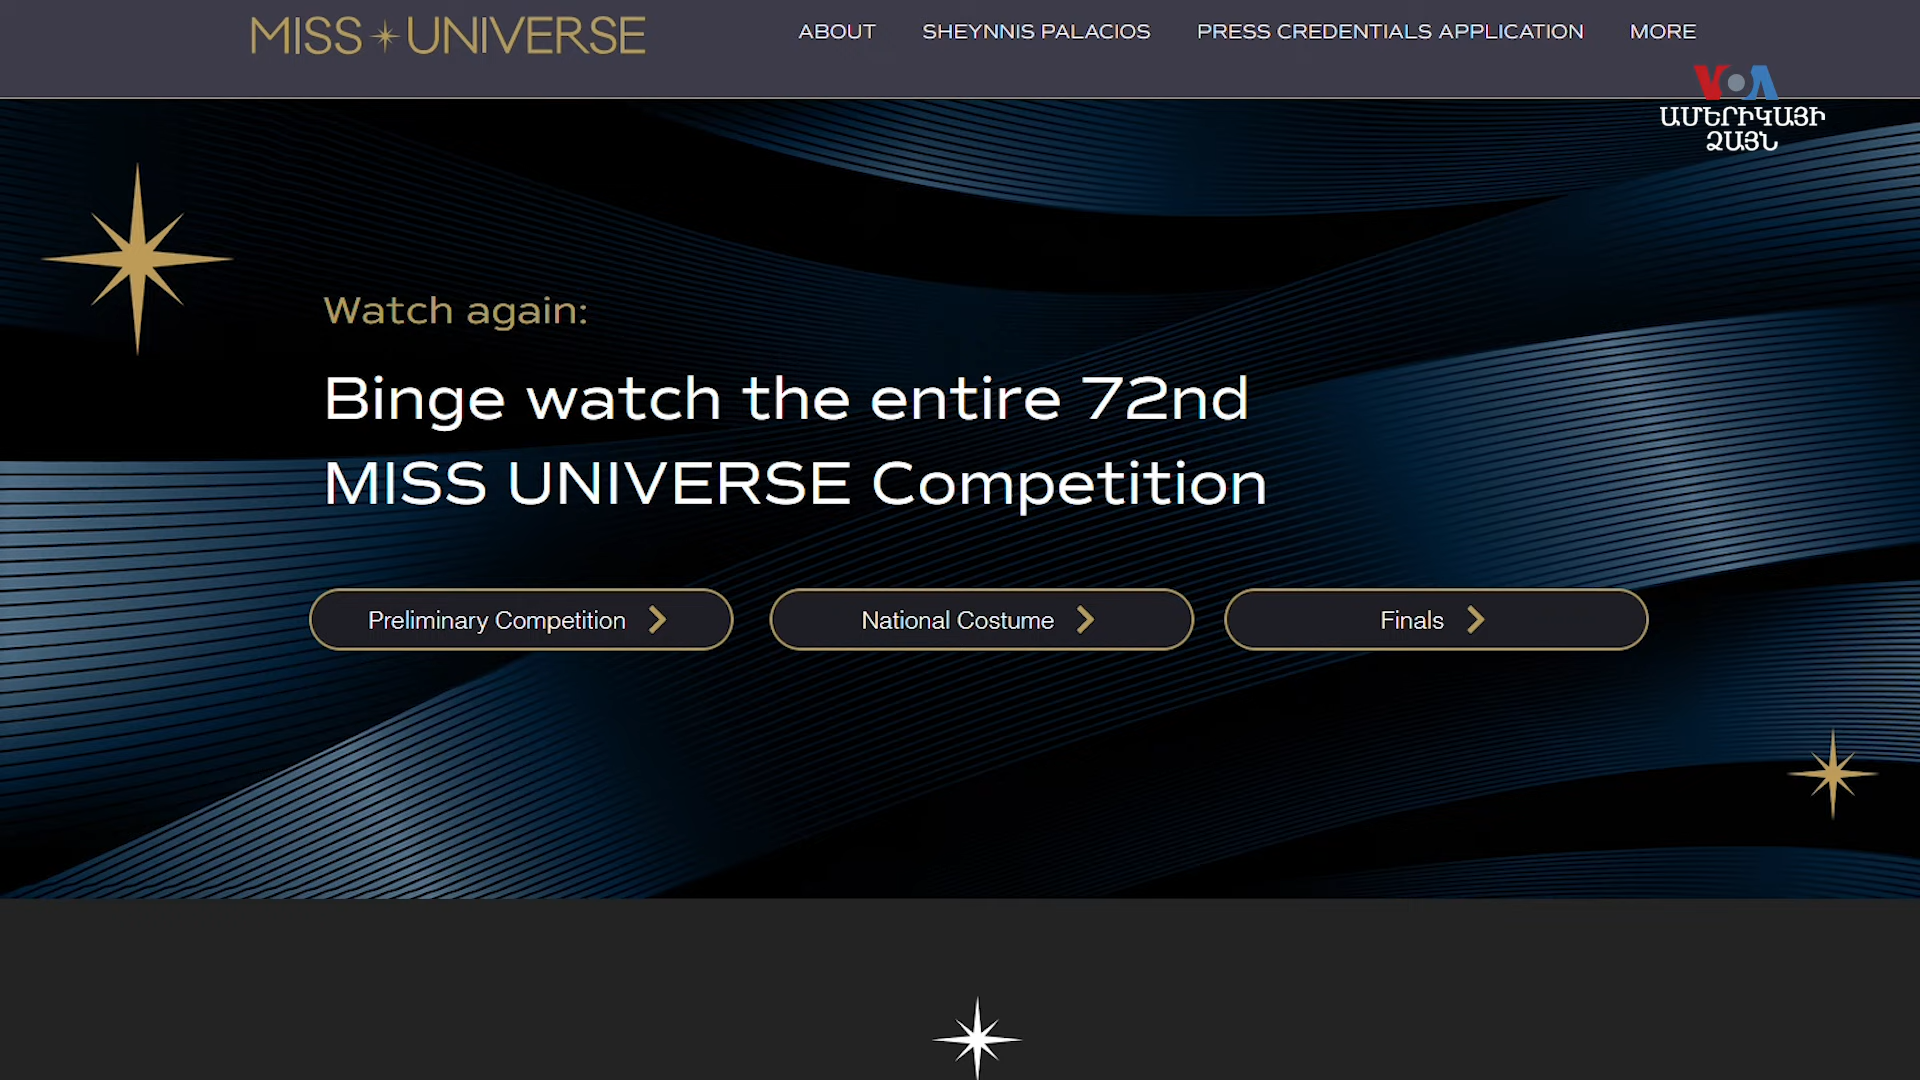 MISS UNIVERSE
ABOUT
SHEYNNIS PALACIOS
PRESS CREDENTIALS APPLICATION
MORE
VOA
ԱՄԵՐԻԿԱՅԻ
ՁԱՅՆ
Watch again:
Binge watch the entire 72nd
MISS UNIVERSE Competition
Preliminary Competition
National Costume
Finals